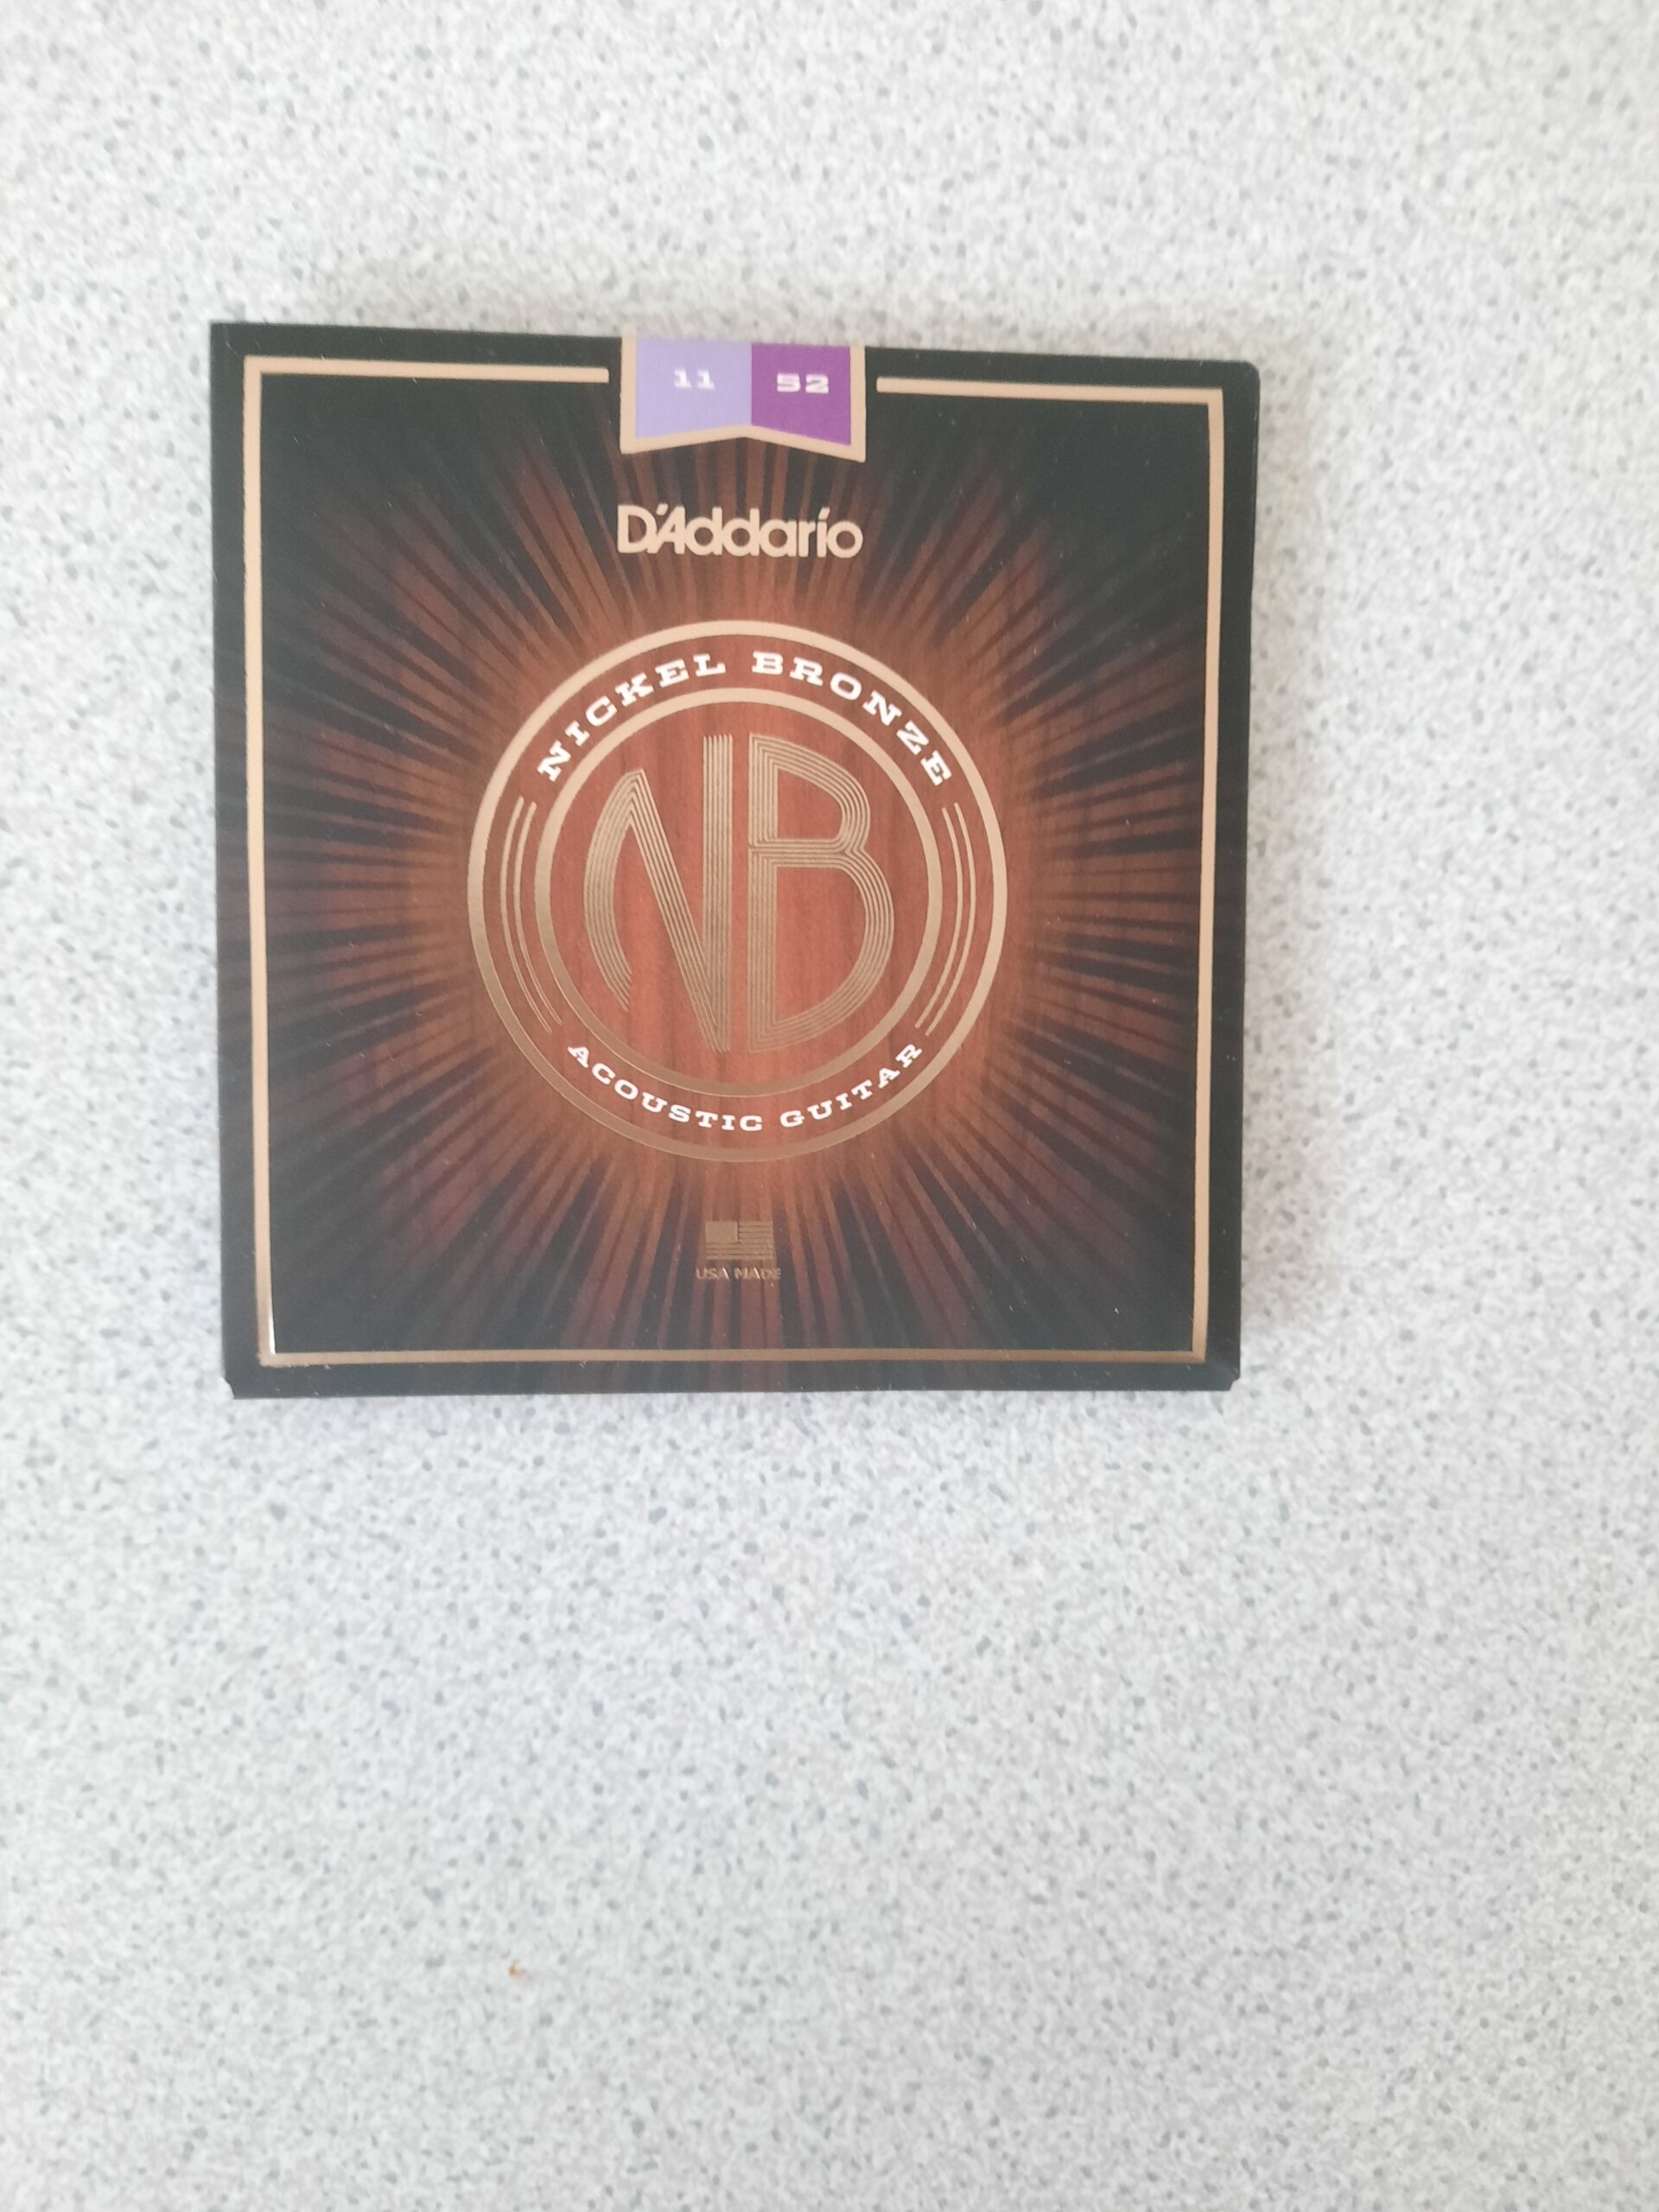 11 52
D'Addario
NICKEL BRONZE
NB
ACOUSTIC GUITAR
USA MADE